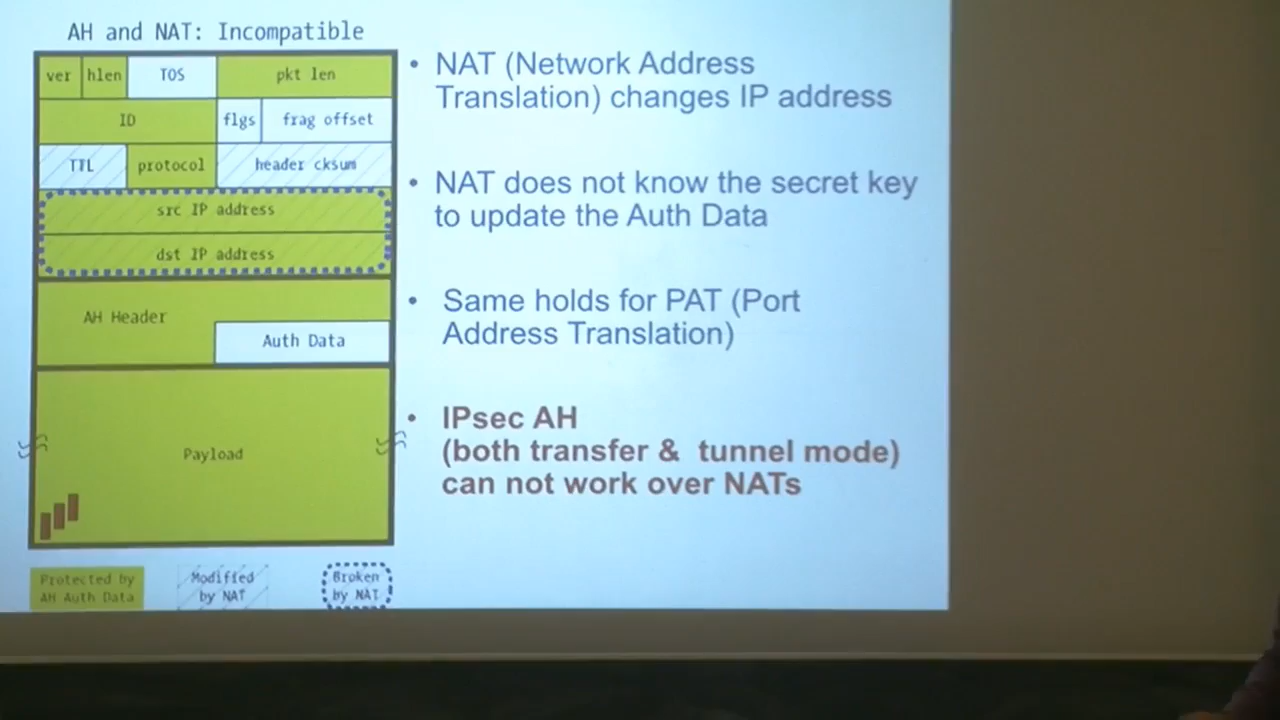 AH and NAT: Incompatible
ver hlen TOS pkt len
ID flgs frag offset
TTL protocol header cksum
src IP address
dst IP address
AH Header
Auth Data
Payload
Protected by
AH Auth Data
Modified
by NAT
Broken
by NAT
• NAT (Network Address
Translation) changes IP address
• NAT does not know the secret key
to update the Auth Data
• Same holds for PAT (Port
Address Translation)
• IPsec AH
(both transfer & tunnel mode)
can not work over NATs